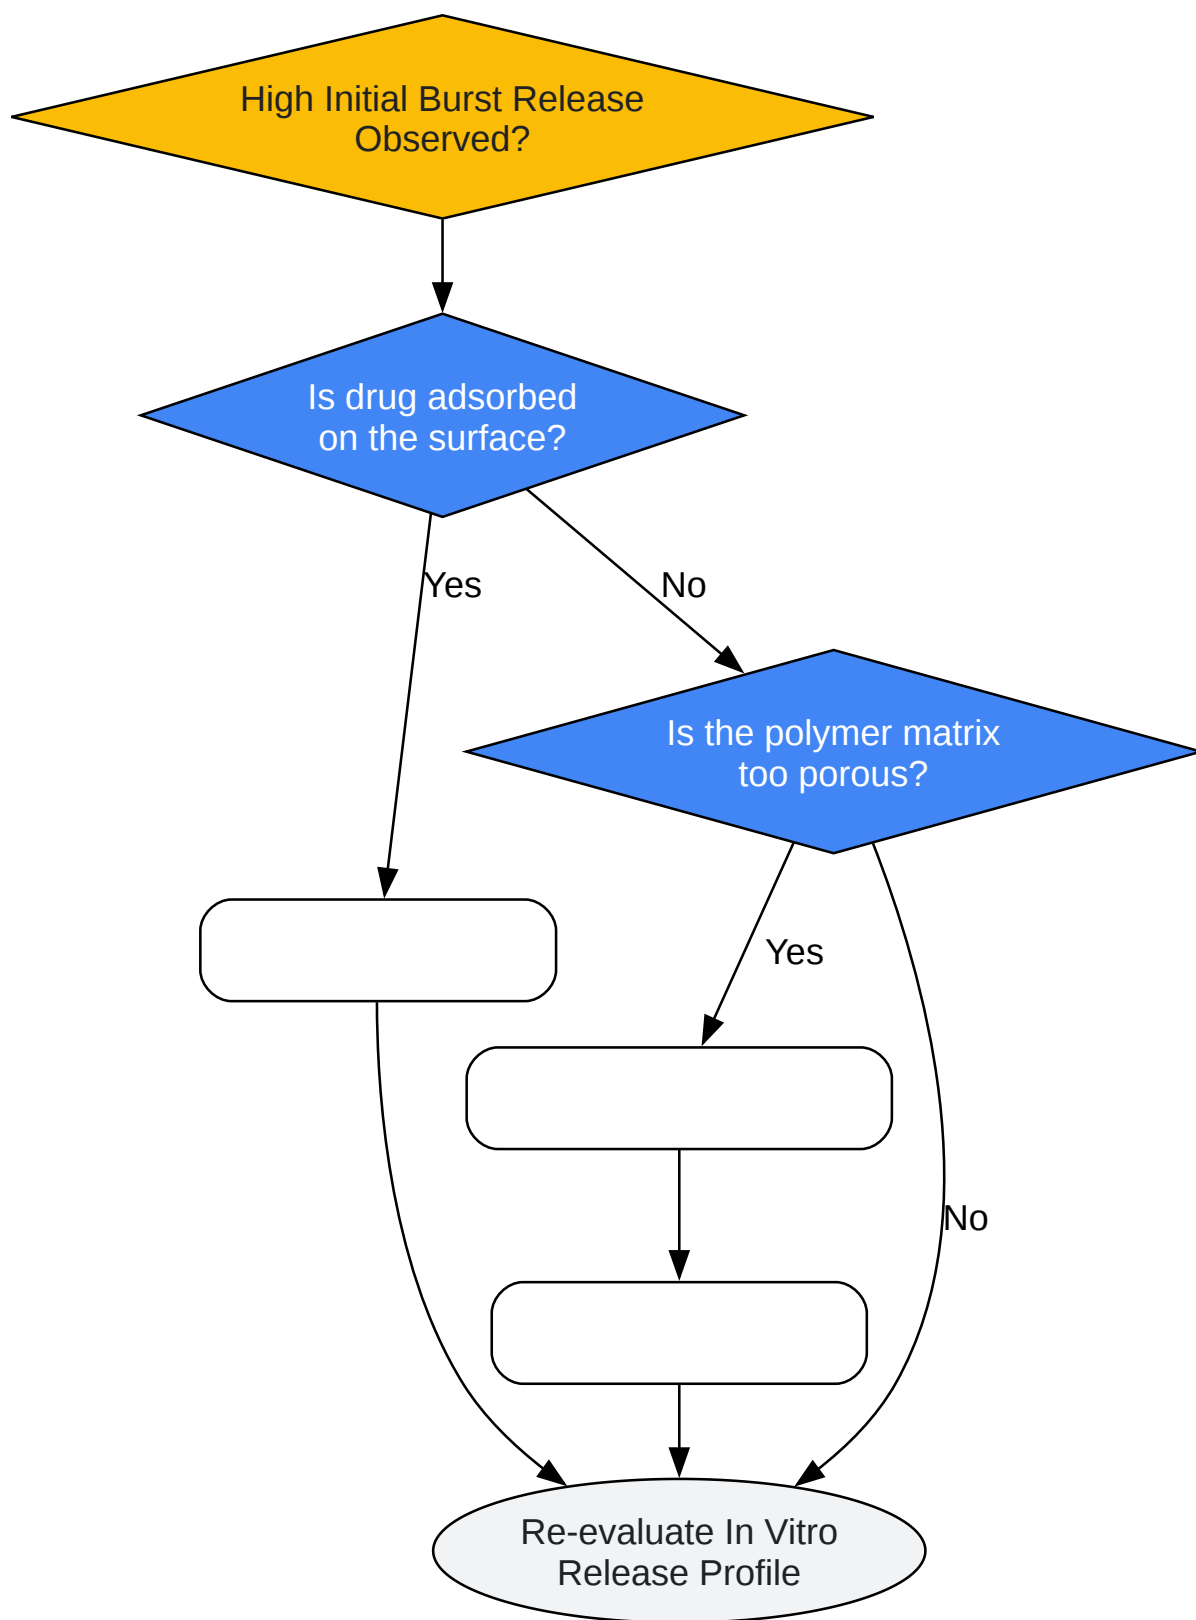 High Initial Burst Release
Observed?
Is drug adsorbed
on the surface?
Yes
No
Is the polymer matrix
too porous?
Yes
No
Re-evaluate In Vitro
Release Profile